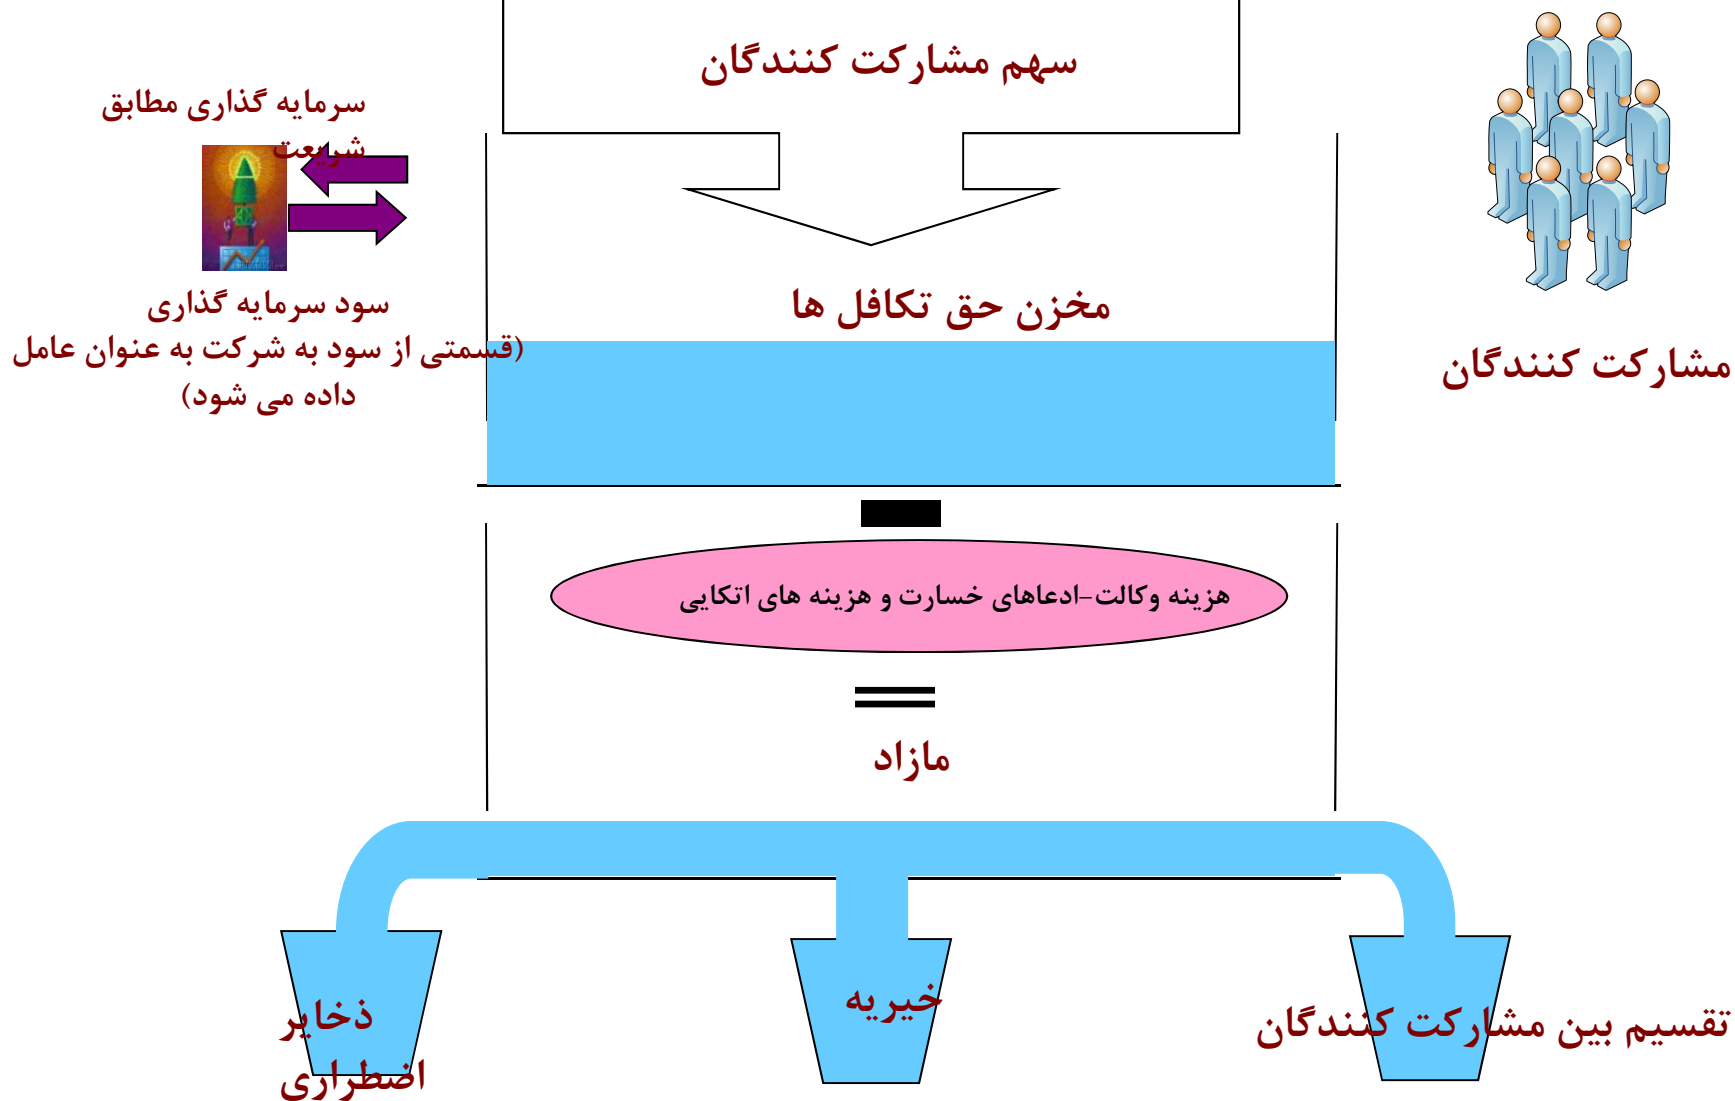 سهم مشارکت کنندگان
سرمایه گذاری مطابق
شریعت
مخزن حق تکافل ها
سود سرمایه گذاری
(قسمتی از سود به شرکت به عنوان عامل
داده می شود)
مشارکت کنندگان
هزینه وکالت-ادعاهای خسارت و هزینه های اتکایی
مازاد
تقسیم بین مشارکت کنندگان
خیریه
ذخایر
اضطراری